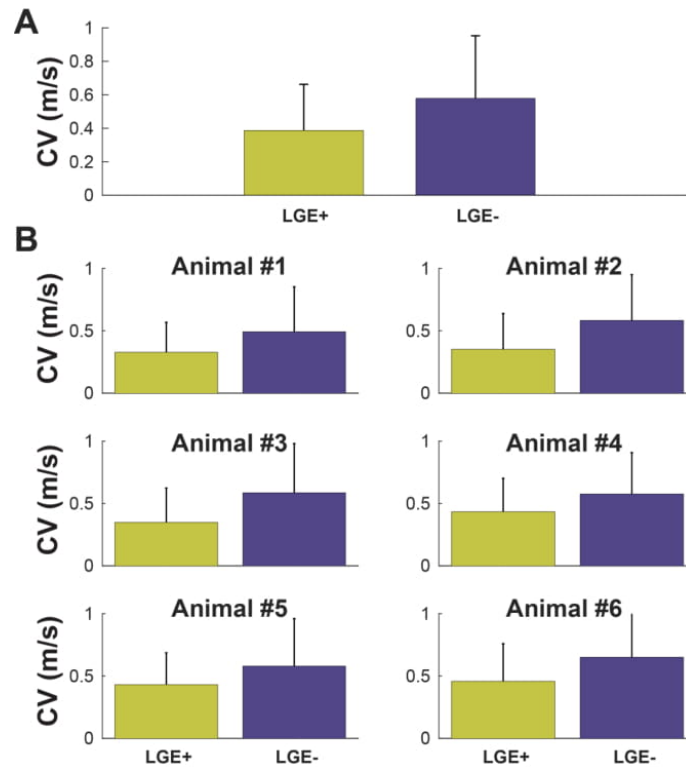 A
CV (m/s)
1
0.8
0.6
0.4
0.2
0
LGE+ LGE-
B
Animal #1
CV (m/s)
1
0.5
0
Animal #2
1
0.5
0
Animal #3
CV (m/s)
1
0.5
0
Animal #4
1
0.5
0
Animal #5
CV (m/s)
1
0.5
0
LGE+ LGE-
Animal #6
1
0.5
0
LGE+ LGE-